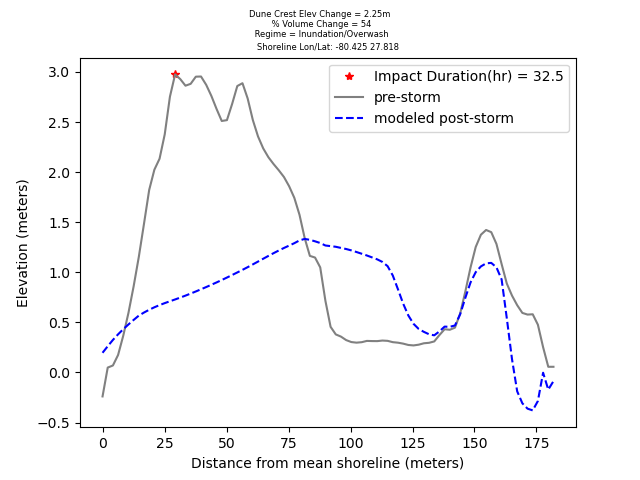 Dune Crest Elev Change = 2.25m
% Volume Change = 54
Regime = Inundation/Overwash
Shoreline Lon/Lat: -80.425 27.818
Impact Duration(hr) = 32.5
pre-storm
modeled post-storm
Elevation (meters)
3.0
2.5
2.0
1.5
1.0
0.5
0.0
−0.5
0 25 50 75 100 125 150 175
Distance from mean shoreline (meters)